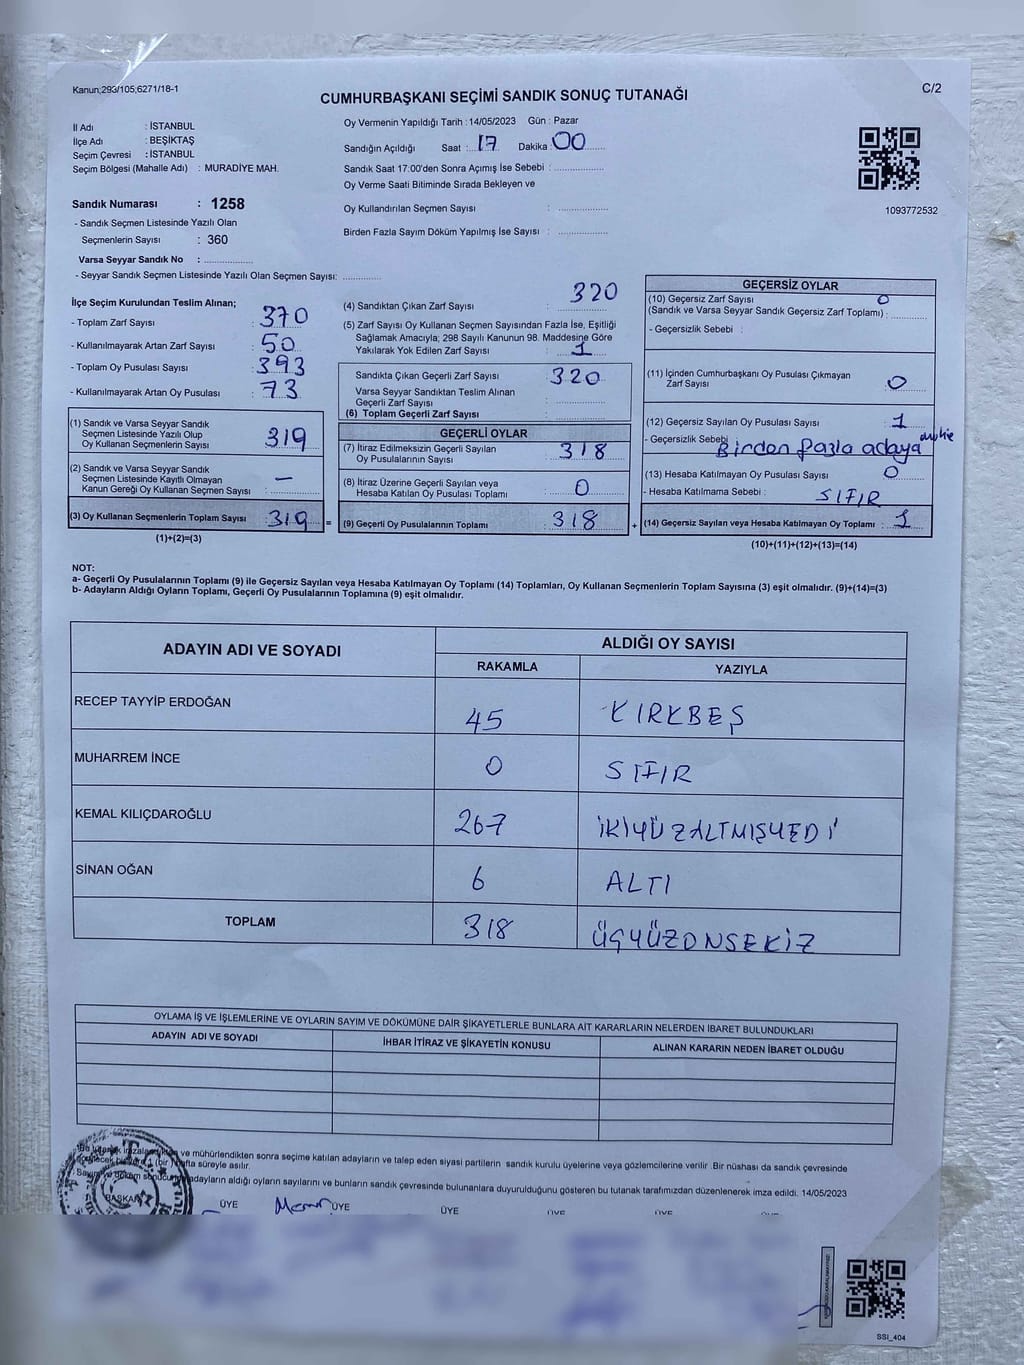 Kanun;293/105;6271/18-1
C/2
CUMHURBAŞKANI SEÇİMİ SANDIK SONUÇ TUTANAĞI
İl Adı : İSTANBUL
İlçe Adı : BEŞİKTAŞ
Seçim Çevresi : İSTANBUL
Seçim Bölgesi (Mahalle Adı) : MURADİYE MAH.
Oy Vermenin Yapıldığı Tarih : 14/05/2023 Gün : Pazar
Sandığın Açıldığı Saat : 17 Dakika : 00
Sandık Saat 17:00'den Sonra Açımış İse Sebebi :
Oy Verme Saati Bitiminde Sırada Bekleyen ve
Oy Kullandırılan Seçmen Sayısı :
Birden Fazla Sayım Döküm Yapılmış İse Sayısı :
1093772532
Sandık Numarası : 1258
- Sandık Seçmen Listesinde Yazılı Olan
Seçmenlerin Sayısı : 360
Varsa Seyyar Sandık No :
- Seyyar Sandık Seçmen Listesinde Yazılı Olan Seçmen Sayısı:
İlçe Seçim Kurulundan Teslim Alınan;
- Toplam Zarf Sayısı : 370
- Kullanılmayarak Artan Zarf Sayısı : 50
- Toplam Oy Pusulası Sayısı : 393
- Kullanılmayarak Artan Oy Pusulası : 73
(1) Sandık ve Varsa Seyyar Sandık
Seçmen Listesinde Yazılı Olup
Oy Kullanan Seçmenlerin Sayısı : 319
(2) Sandık ve Varsa Seyyar Sandık
Seçmen Listesinde Kayıtlı Olmayan
Kanun Gereği Oy Kullanan Seçmen Sayısı : —
(3) Oy Kullanan Seçmenlerin Toplam Sayısı : 319
(1)+(2)=(3)
=
(4) Sandıktan Çıkan Zarf Sayısı : 320
(5) Zarf Sayısı Oy Kullanan Seçmen Sayısından Fazla İse, Eşitliği
Sağlamak Amacıyla; 298 Sayılı Kanunun 98. Maddesine Göre
Yakılarak Yok Edilen Zarf Sayısı : 1
Sandıkta Çıkan Geçerli Zarf Sayısı : 320
Varsa Seyyar Sandıktan Teslim Alınan
Geçerli Zarf Sayısı :
(6) Toplam Geçerli Zarf Sayısı :
GEÇERLİ OYLAR
(7) İtiraz Edilmeksizin Geçerli Sayılan
Oy Pusulalarının Sayısı : 318
(8) İtiraz Üzerine Geçerli Sayılan veya
Hesaba Katılan Oy Pusulası Toplamı : 0
(9) Geçerli Oy Pusulalarının Toplamı : 318
+
GEÇERSİZ OYLAR
(10) Geçersiz Zarf Sayısı 0
(Sandık ve Varsa Seyyar Sandık Geçersiz Zarf Toplamı) :
- Geçersizlik Sebebi :
(11) İçinden Cumhurbaşkanı Oy Pusulası Çıkmayan
Zarf Sayısı : 0
(12) Geçersiz Sayılan Oy Pusulası Sayısı : 1
- Geçersizlik Sebebi Birden fazla adaya
(13) Hesaba Katılmayan Oy Pusulası Sayısı : 0
- Hesaba Katılmama Sebebi : SIFIR
(14) Geçersiz Sayılan veya Hesaba Katılmayan Oy Toplamı : 1
(10)+(11)+(12)+(13)=(14)
NOT:
a- Geçerli Oy Pusulalarının Toplamı (9) ile Geçersiz Sayılan veya Hesaba Katılmayan Oy Toplamı (14) Toplamları, Oy Kullanan Seçmenlerin Toplam Sayısına (3) eşit olmalıdır. (9)+(14)=(3)
b- Adayların Aldığı Oyların Toplamı, Geçerli Oy Pusulalarının Toplamına (9) eşit olmalıdır.
ADAYIN ADI VE SOYADI
ALDIĞI OY SAYISI
RAKAMLA YAZIYLA
RECEP TAYYİP ERDOĞAN 45 KIRKBEŞ
MUHARREM İNCE 0 SIFIR
KEMAL KILIÇDAROĞLU 267 İKİYÜZALTMIŞYEDİ
SİNAN OĞAN 6 ALTI
TOPLAM 318 ÜÇYÜZONSEKİZ
OYLAMA İŞ VE İŞLEMLERİNE VE OYLARIN SAYIM VE DÖKÜMÜNE DAİR ŞİKAYETLERLE BUNLARA AİT KARARLARIN NELERDEN İBARET BULUNDUKLARI
ADAYIN ADI VE SOYADI İHBAR İTİRAZ VE ŞİKAYETİN KONUSU ALINAN KARARIN NEDEN İBARET OLDUĞU
ve mühürlendikten sonra seçime katılan adayların ve talep eden siyasi partilerin sandık kurulu üyelerine veya gözlemcilerine verilir. Bir nüshası da sandık çevresinde
süreyle asılır.
adayların aldığı oyların sayılarını ve bunların sandık çevresinde bulunanlara duyurulduğunu gösteren bu tutanak tarafımızdan düzenlenerek imza edildi. 14/05/2023
BAŞKAN ÜYE ÜYE ÜYE
SSI_404